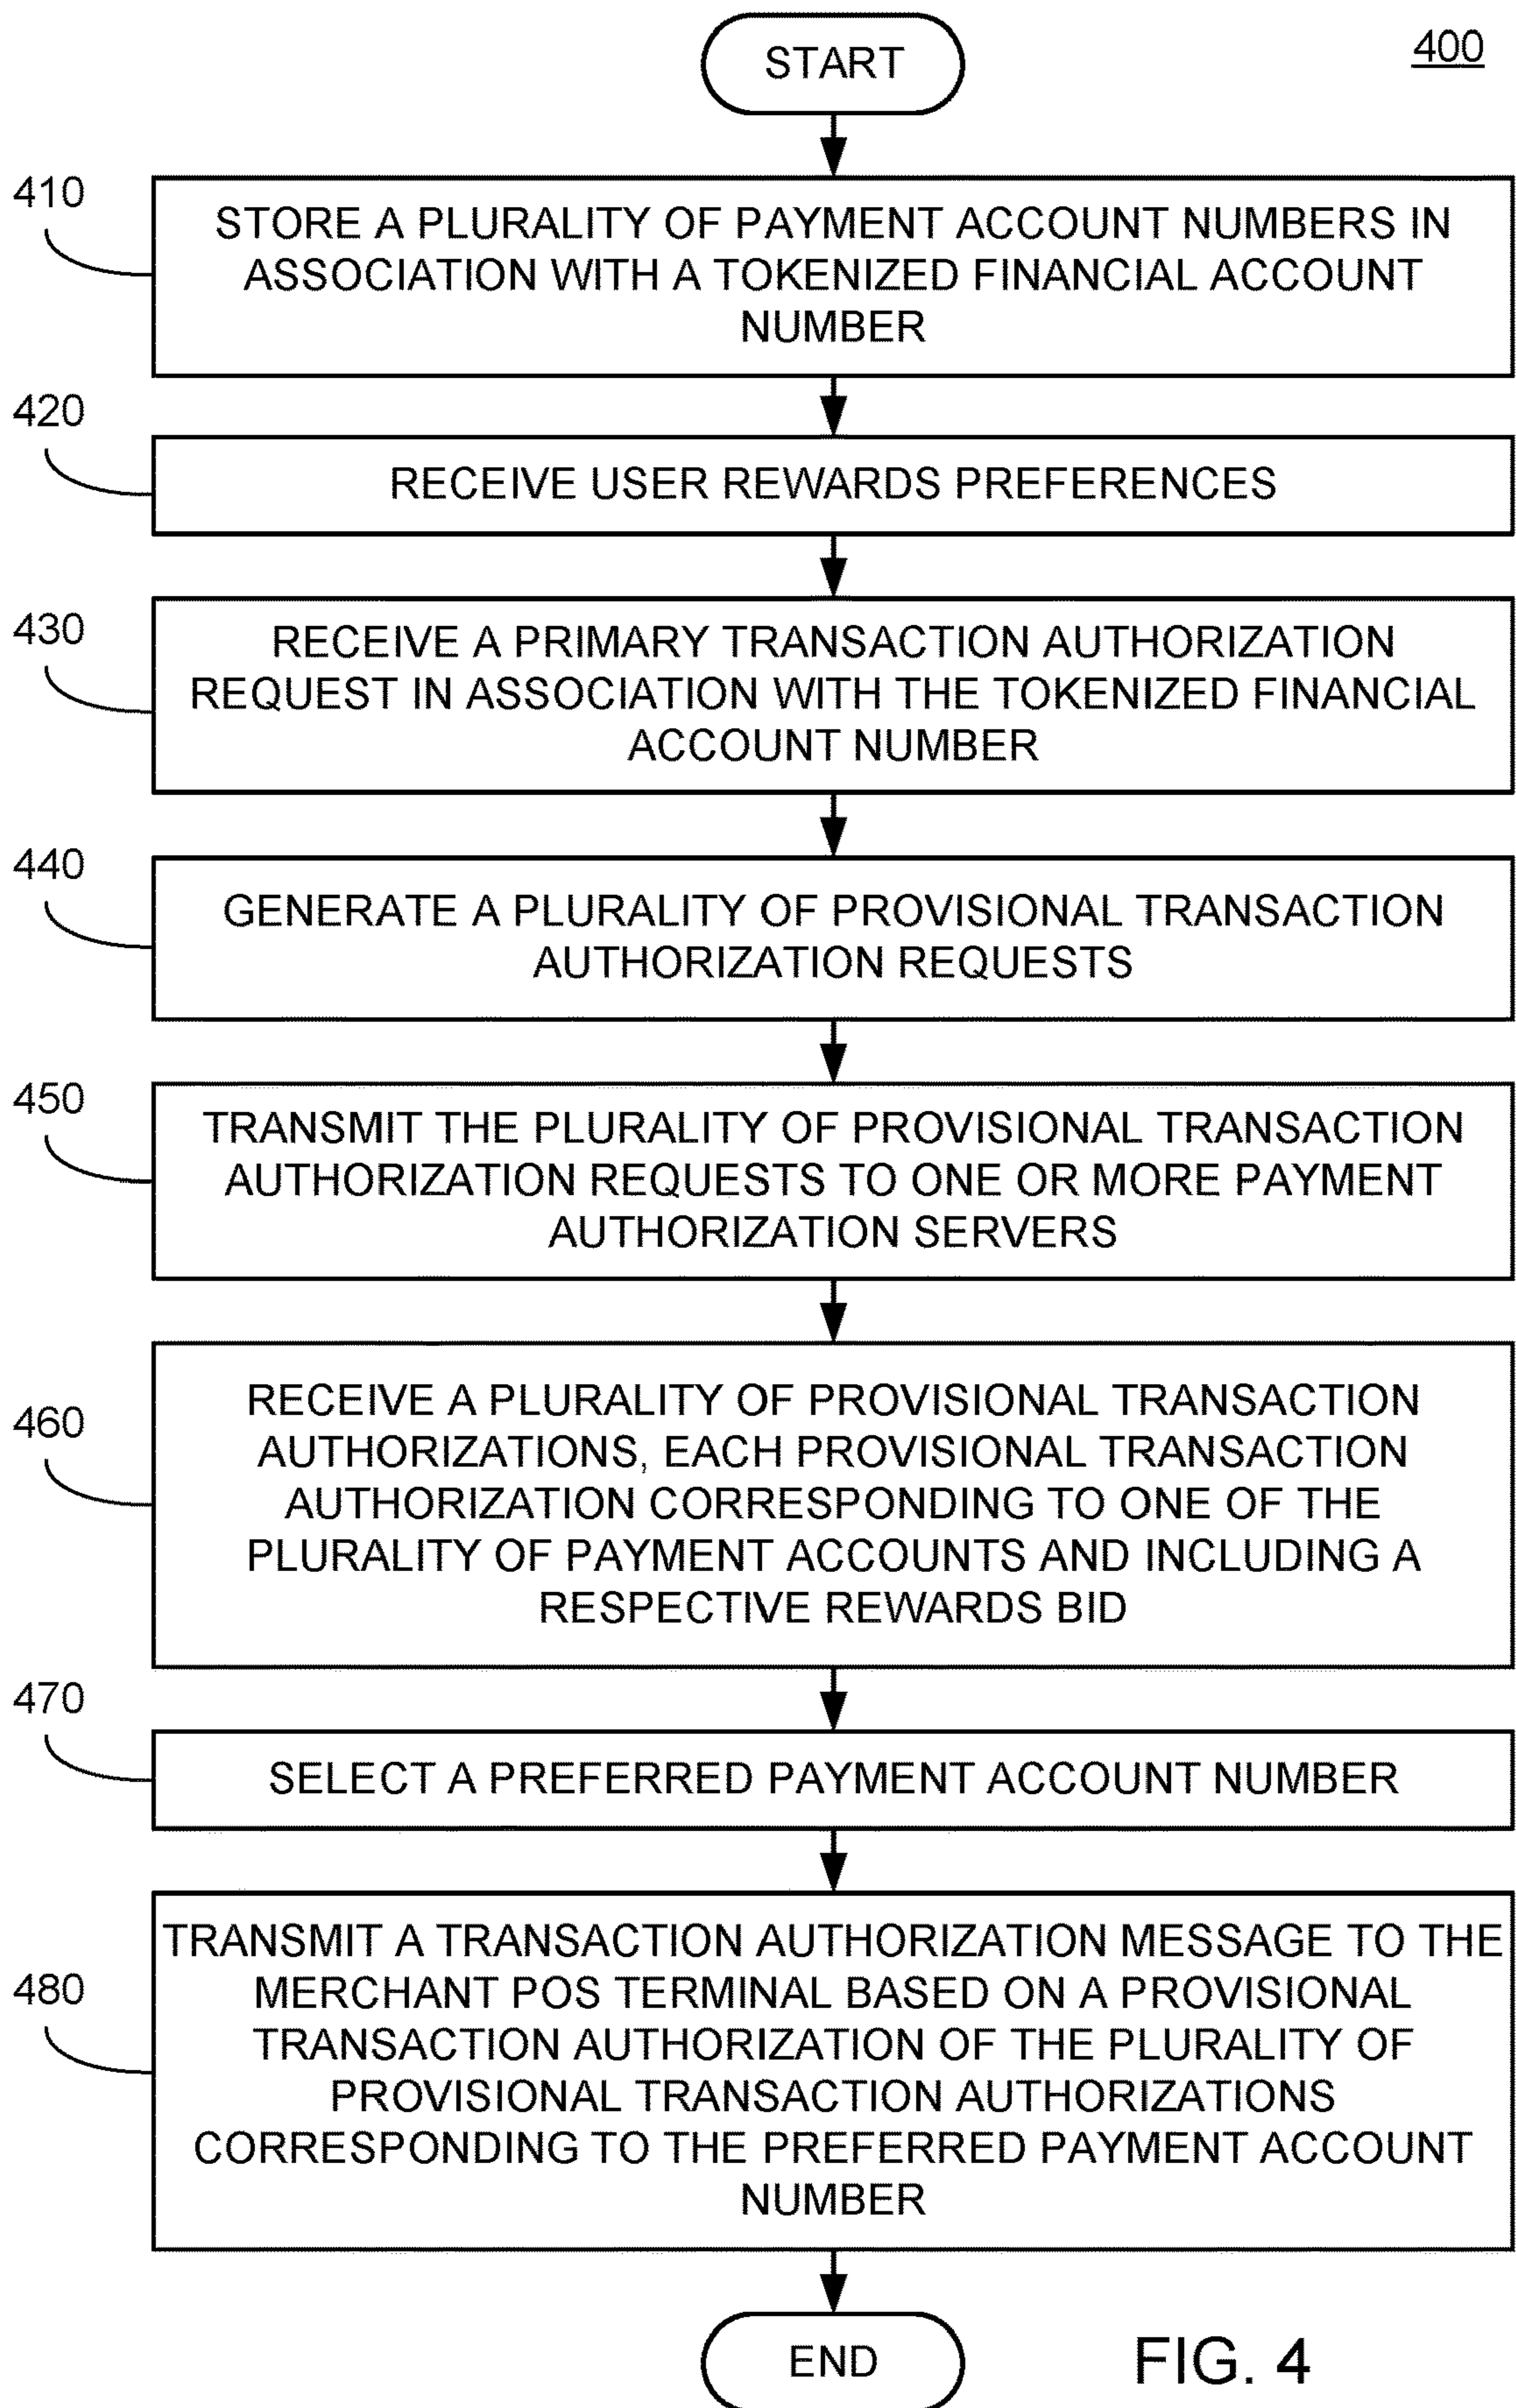 START
400
410
STORE A PLURALITY OF PAYMENT ACCOUNT NUMBERS IN
ASSOCIATION WITH A TOKENIZED FINANCIAL ACCOUNT
NUMBER
420
RECEIVE USER REWARDS PREFERENCES
430
RECEIVE A PRIMARY TRANSACTION AUTHORIZATION
REQUEST IN ASSOCIATION WITH THE TOKENIZED FINANCIAL
ACCOUNT NUMBER
440
GENERATE A PLURALITY OF PROVISIONAL TRANSACTION
AUTHORIZATION REQUESTS
450
TRANSMIT THE PLURALITY OF PROVISIONAL TRANSACTION
AUTHORIZATION REQUESTS TO ONE OR MORE PAYMENT
AUTHORIZATION SERVERS
460
RECEIVE A PLURALITY OF PROVISIONAL TRANSACTION
AUTHORIZATIONS, EACH PROVISIONAL TRANSACTION
AUTHORIZATION CORRESPONDING TO ONE OF THE
PLURALITY OF PAYMENT ACCOUNTS AND INCLUDING A
RESPECTIVE REWARDS BID
470
SELECT A PREFERRED PAYMENT ACCOUNT NUMBER
480
TRANSMIT A TRANSACTION AUTHORIZATION MESSAGE TO THE
MERCHANT POS TERMINAL BASED ON A PROVISIONAL
TRANSACTION AUTHORIZATION OF THE PLURALITY OF
PROVISIONAL TRANSACTION AUTHORIZATIONS
CORRESPONDING TO THE PREFERRED PAYMENT ACCOUNT
NUMBER
END
FIG. 4